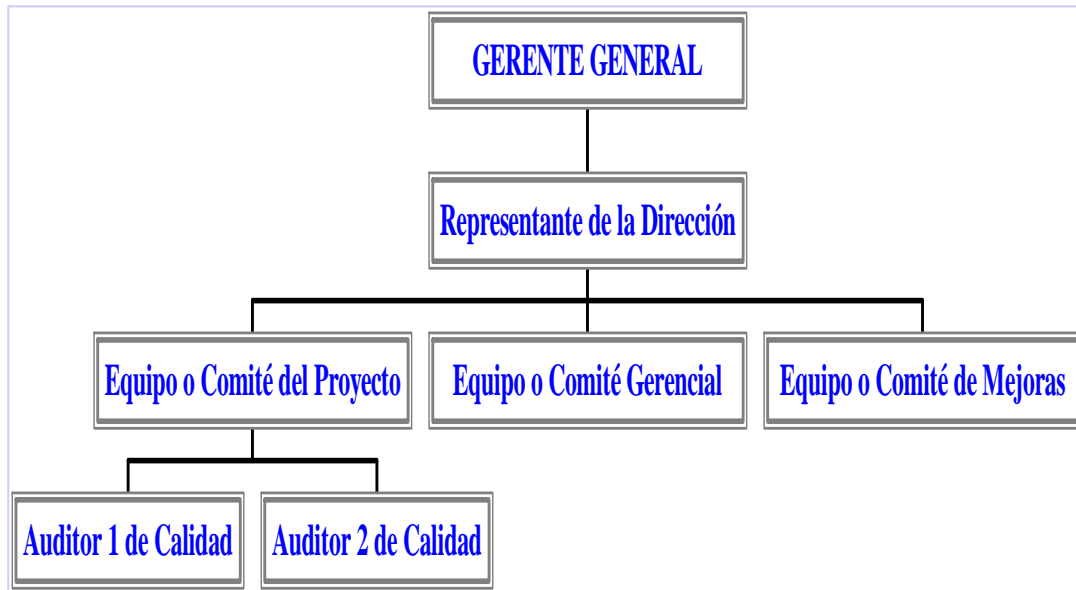 GERENTE GENERAL
Representante de la Dirección
Equipo o Comité del Proyecto
Equipo o Comité Gerencial
Equipo o Comité de Mejoras
Auditor 1 de Calidad
Auditor 2 de Calidad